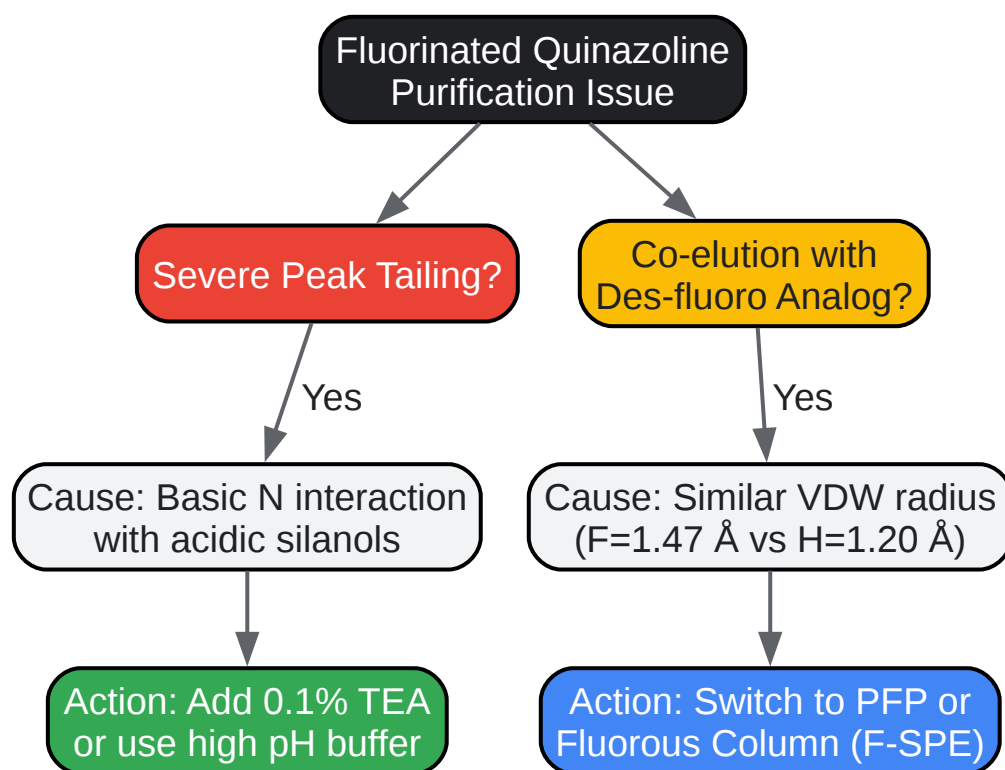 Fluorinated Quinazoline
Purification Issue
Severe Peak Tailing?
Co-elution with
Des-fluoro Analog?
Yes
Yes
Cause: Basic N interaction
with acidic silanols
Cause: Similar VDW radius
(F=1.47 Å vs H=1.20 Å)
Action: Add 0.1% TEA
or use high pH buffer
Action: Switch to PFP or
Fluorous Column (F-SPE)